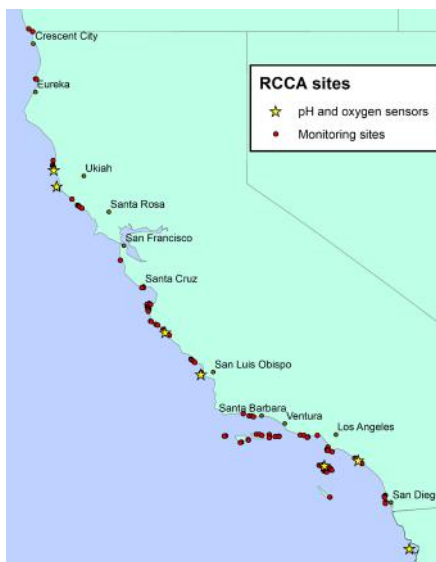 Crescent City
RCCA sites
pH and oxygen sensors
Monitoring sites
Eureka
Ukiah
Santa Rosa
San Francisco
Santa Cruz
San Luis Obispo
Santa Barbara
Ventura
Los Angeles
San Dieg